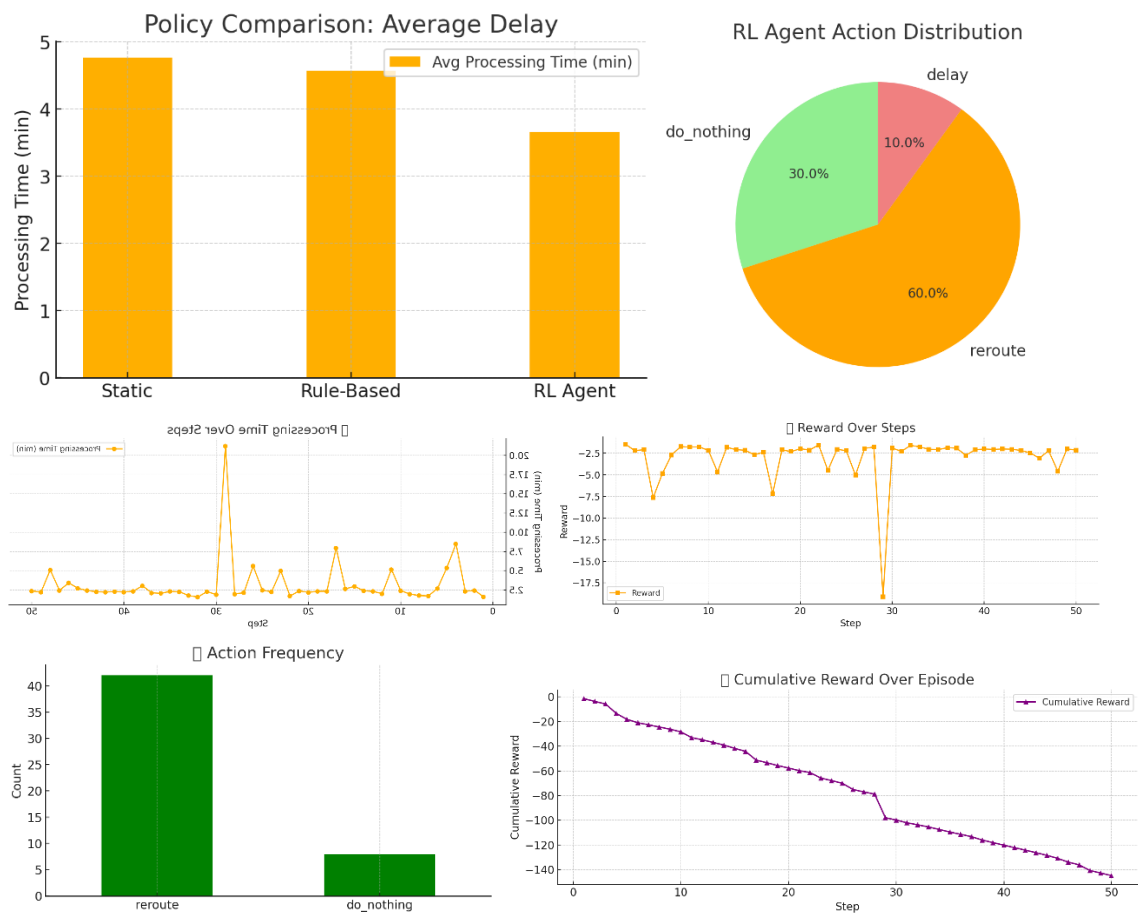 Policy Comparison: Average Delay
Processing Time (min)
5
4
3
2
1
0
Avg Processing Time (min)
Static
Rule-Based
RL Agent
RL Agent Action Distribution
delay
do_nothing
reroute
10.0%
30.0%
60.0%
▯ Processing Time Over Steps
Processing Time (min)
20.0
17.5
15.0
12.5
10.0
7.5
5.0
2.5
Processing Time (min)
50
40
30
20
10
0
Step
▯ Reward Over Steps
Reward
−2.5
−5.0
−7.5
−10.0
−12.5
−15.0
−17.5
Reward
0
10
20
30
40
50
Step
▯ Action Frequency
Count
40
35
30
25
20
15
10
5
0
reroute
do_nothing
▯ Cumulative Reward Over Episode
Cumulative Reward
0
−20
−40
−60
−80
−100
−120
−140
Cumulative Reward
0
10
20
30
40
50
Step